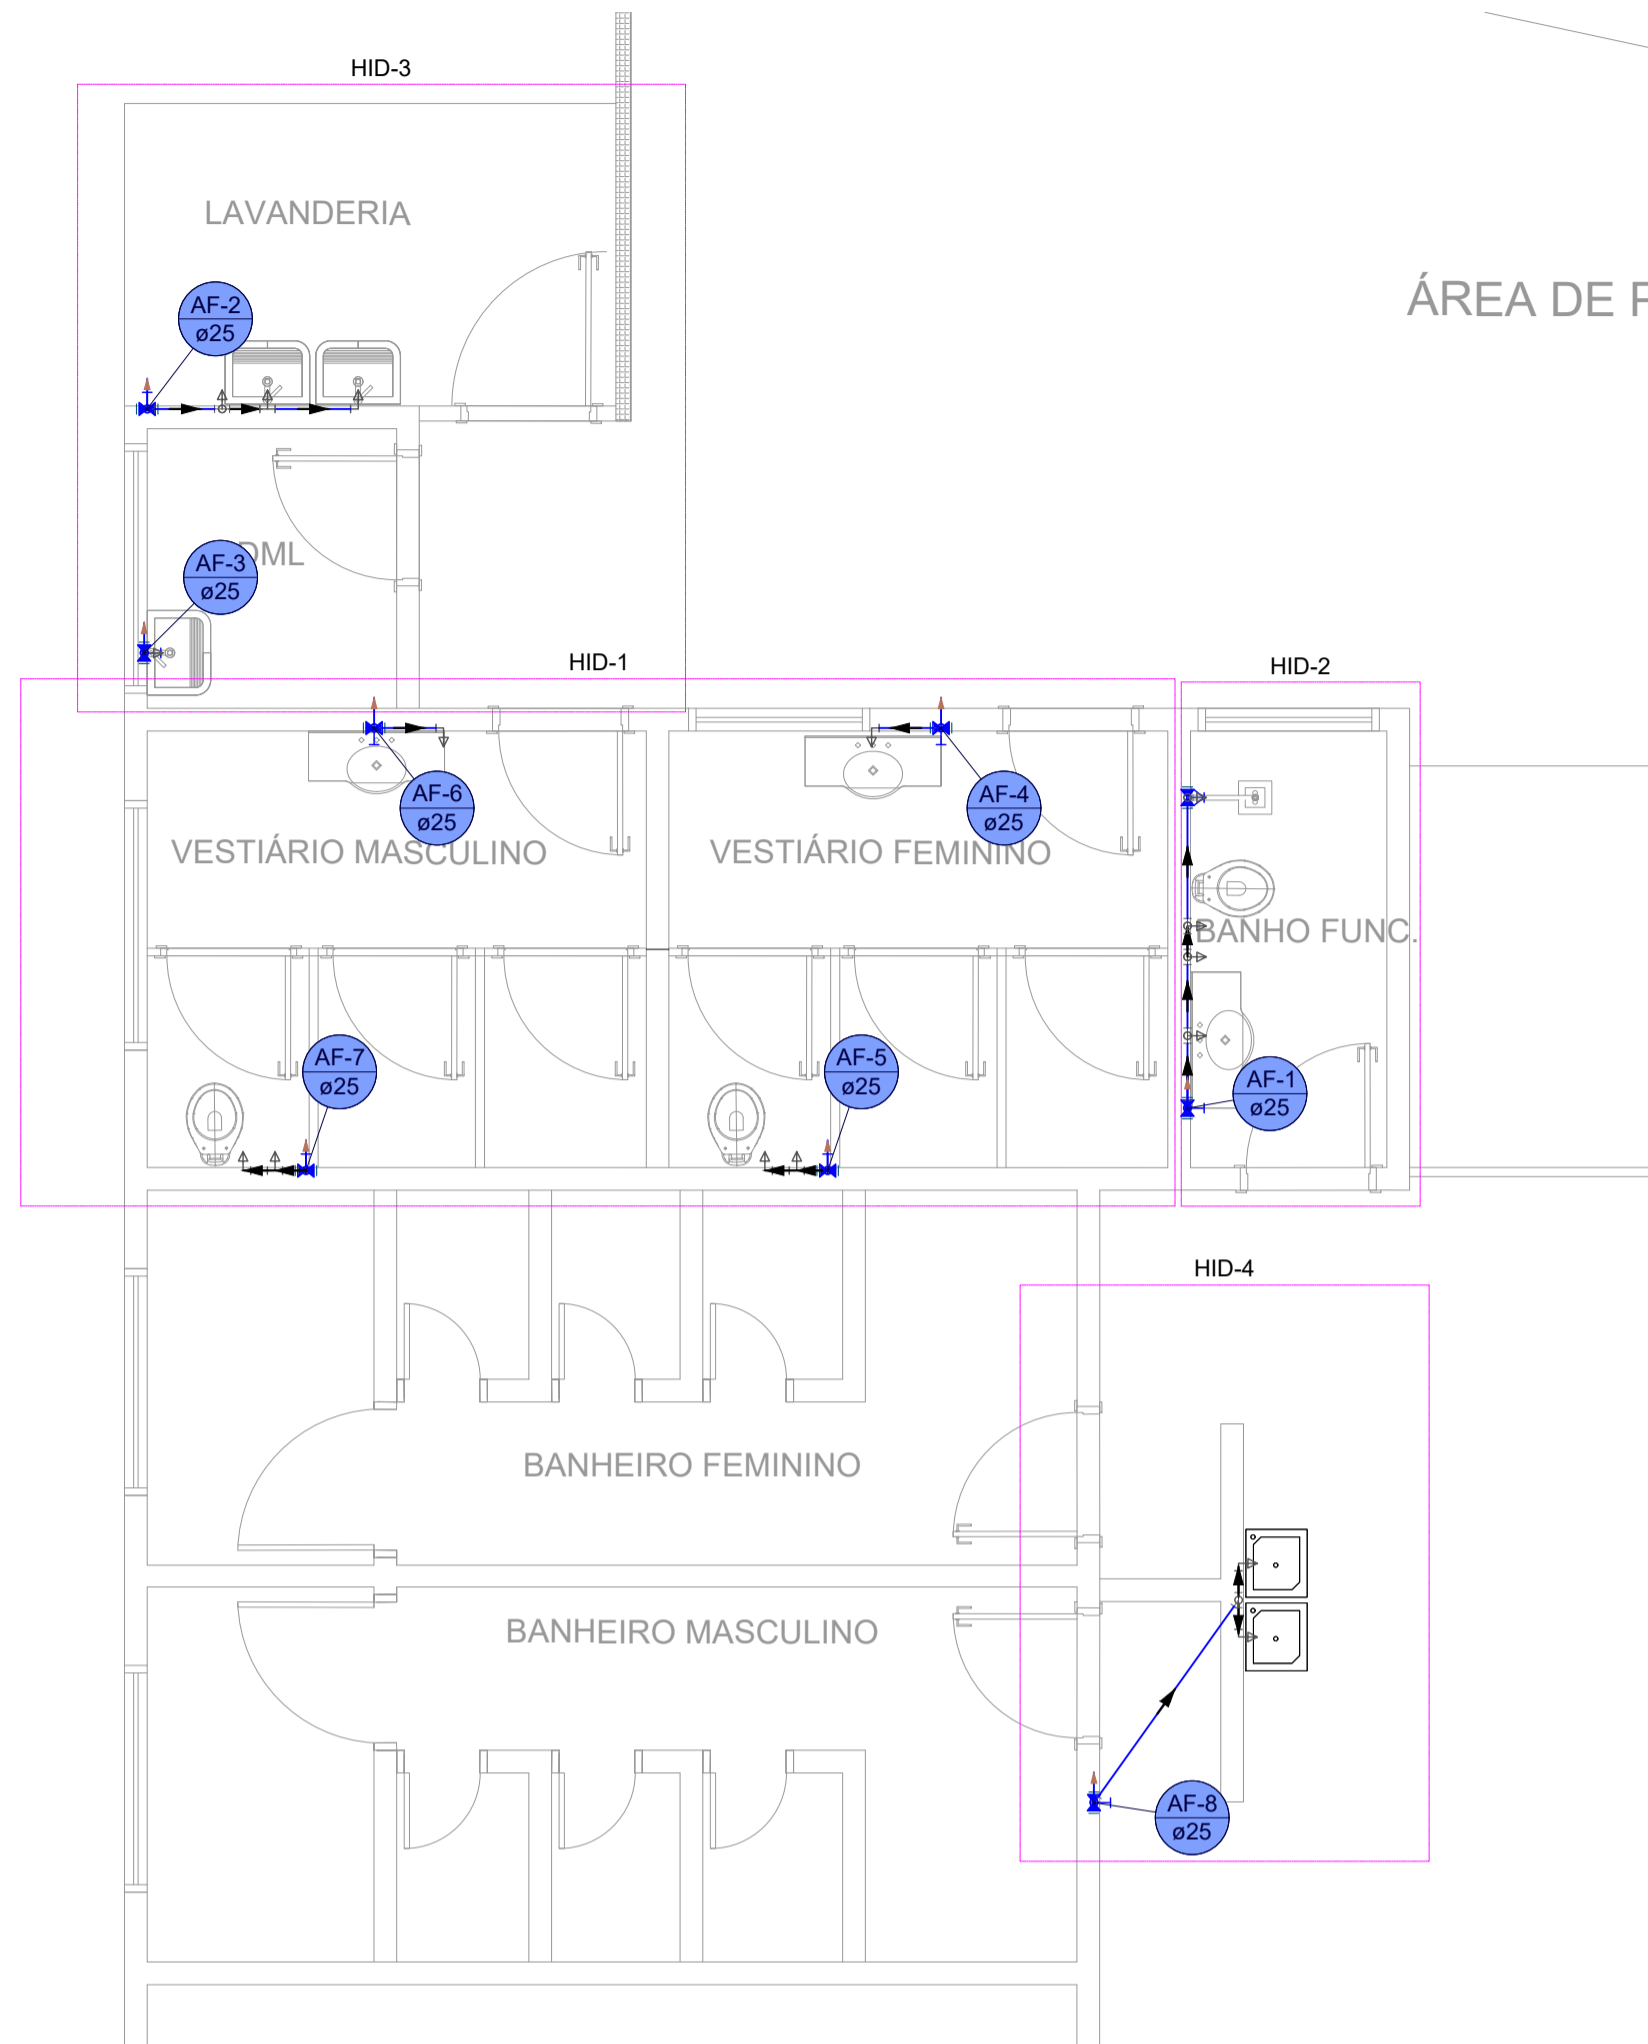 HID-3
LAVANDERIA
ÁREA DE
AF-2
ø25
DML
AF-3
ø25
HID-1
HID-2
AF-6
ø25
AF-4
ø25
VESTIÁRIO MASCULINO
VESTIÁRIO FEMININO
BANHO FUNC.
AF-7
ø25
AF-5
ø25
AF-1
ø25
HID-4
BANHEIRO FEMININO
BANHEIRO MASCULINO
AF-8
ø25